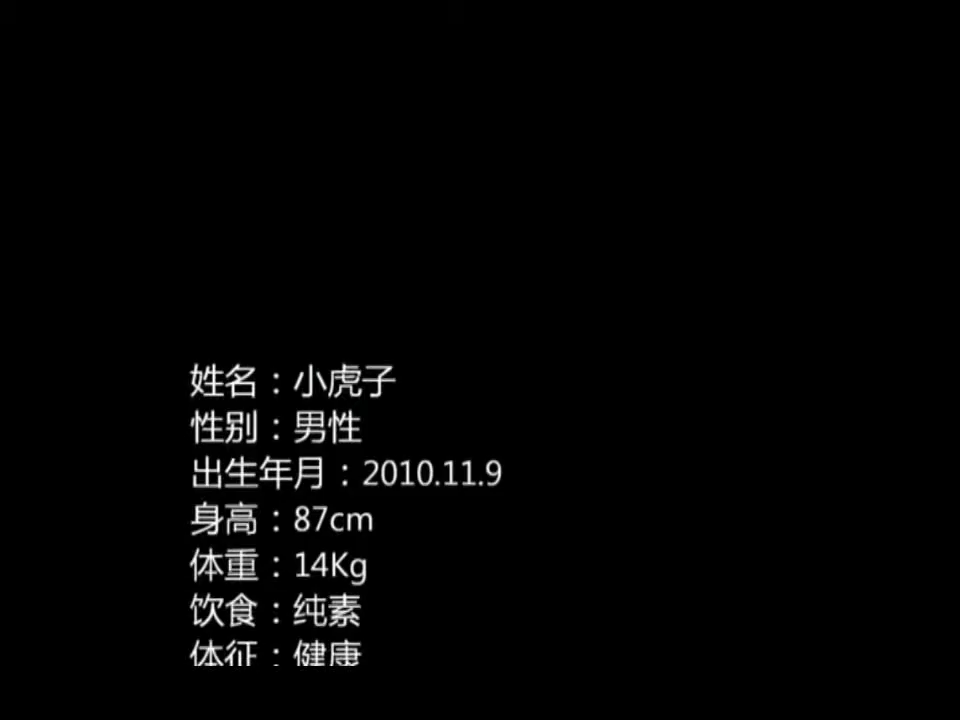 姓名：小虎子
性别：男性
出生年月：2010.11.9
身高：87cm
体重：14Kg
饮食：纯素
体征：健康